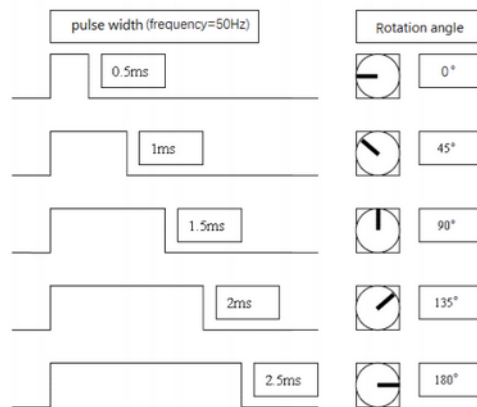 pulse width (frequency=50Hz)
Rotation angle
0.5ms
0°
1ms
45°
1.5ms
90°
2ms
135°
2.5ms
180°